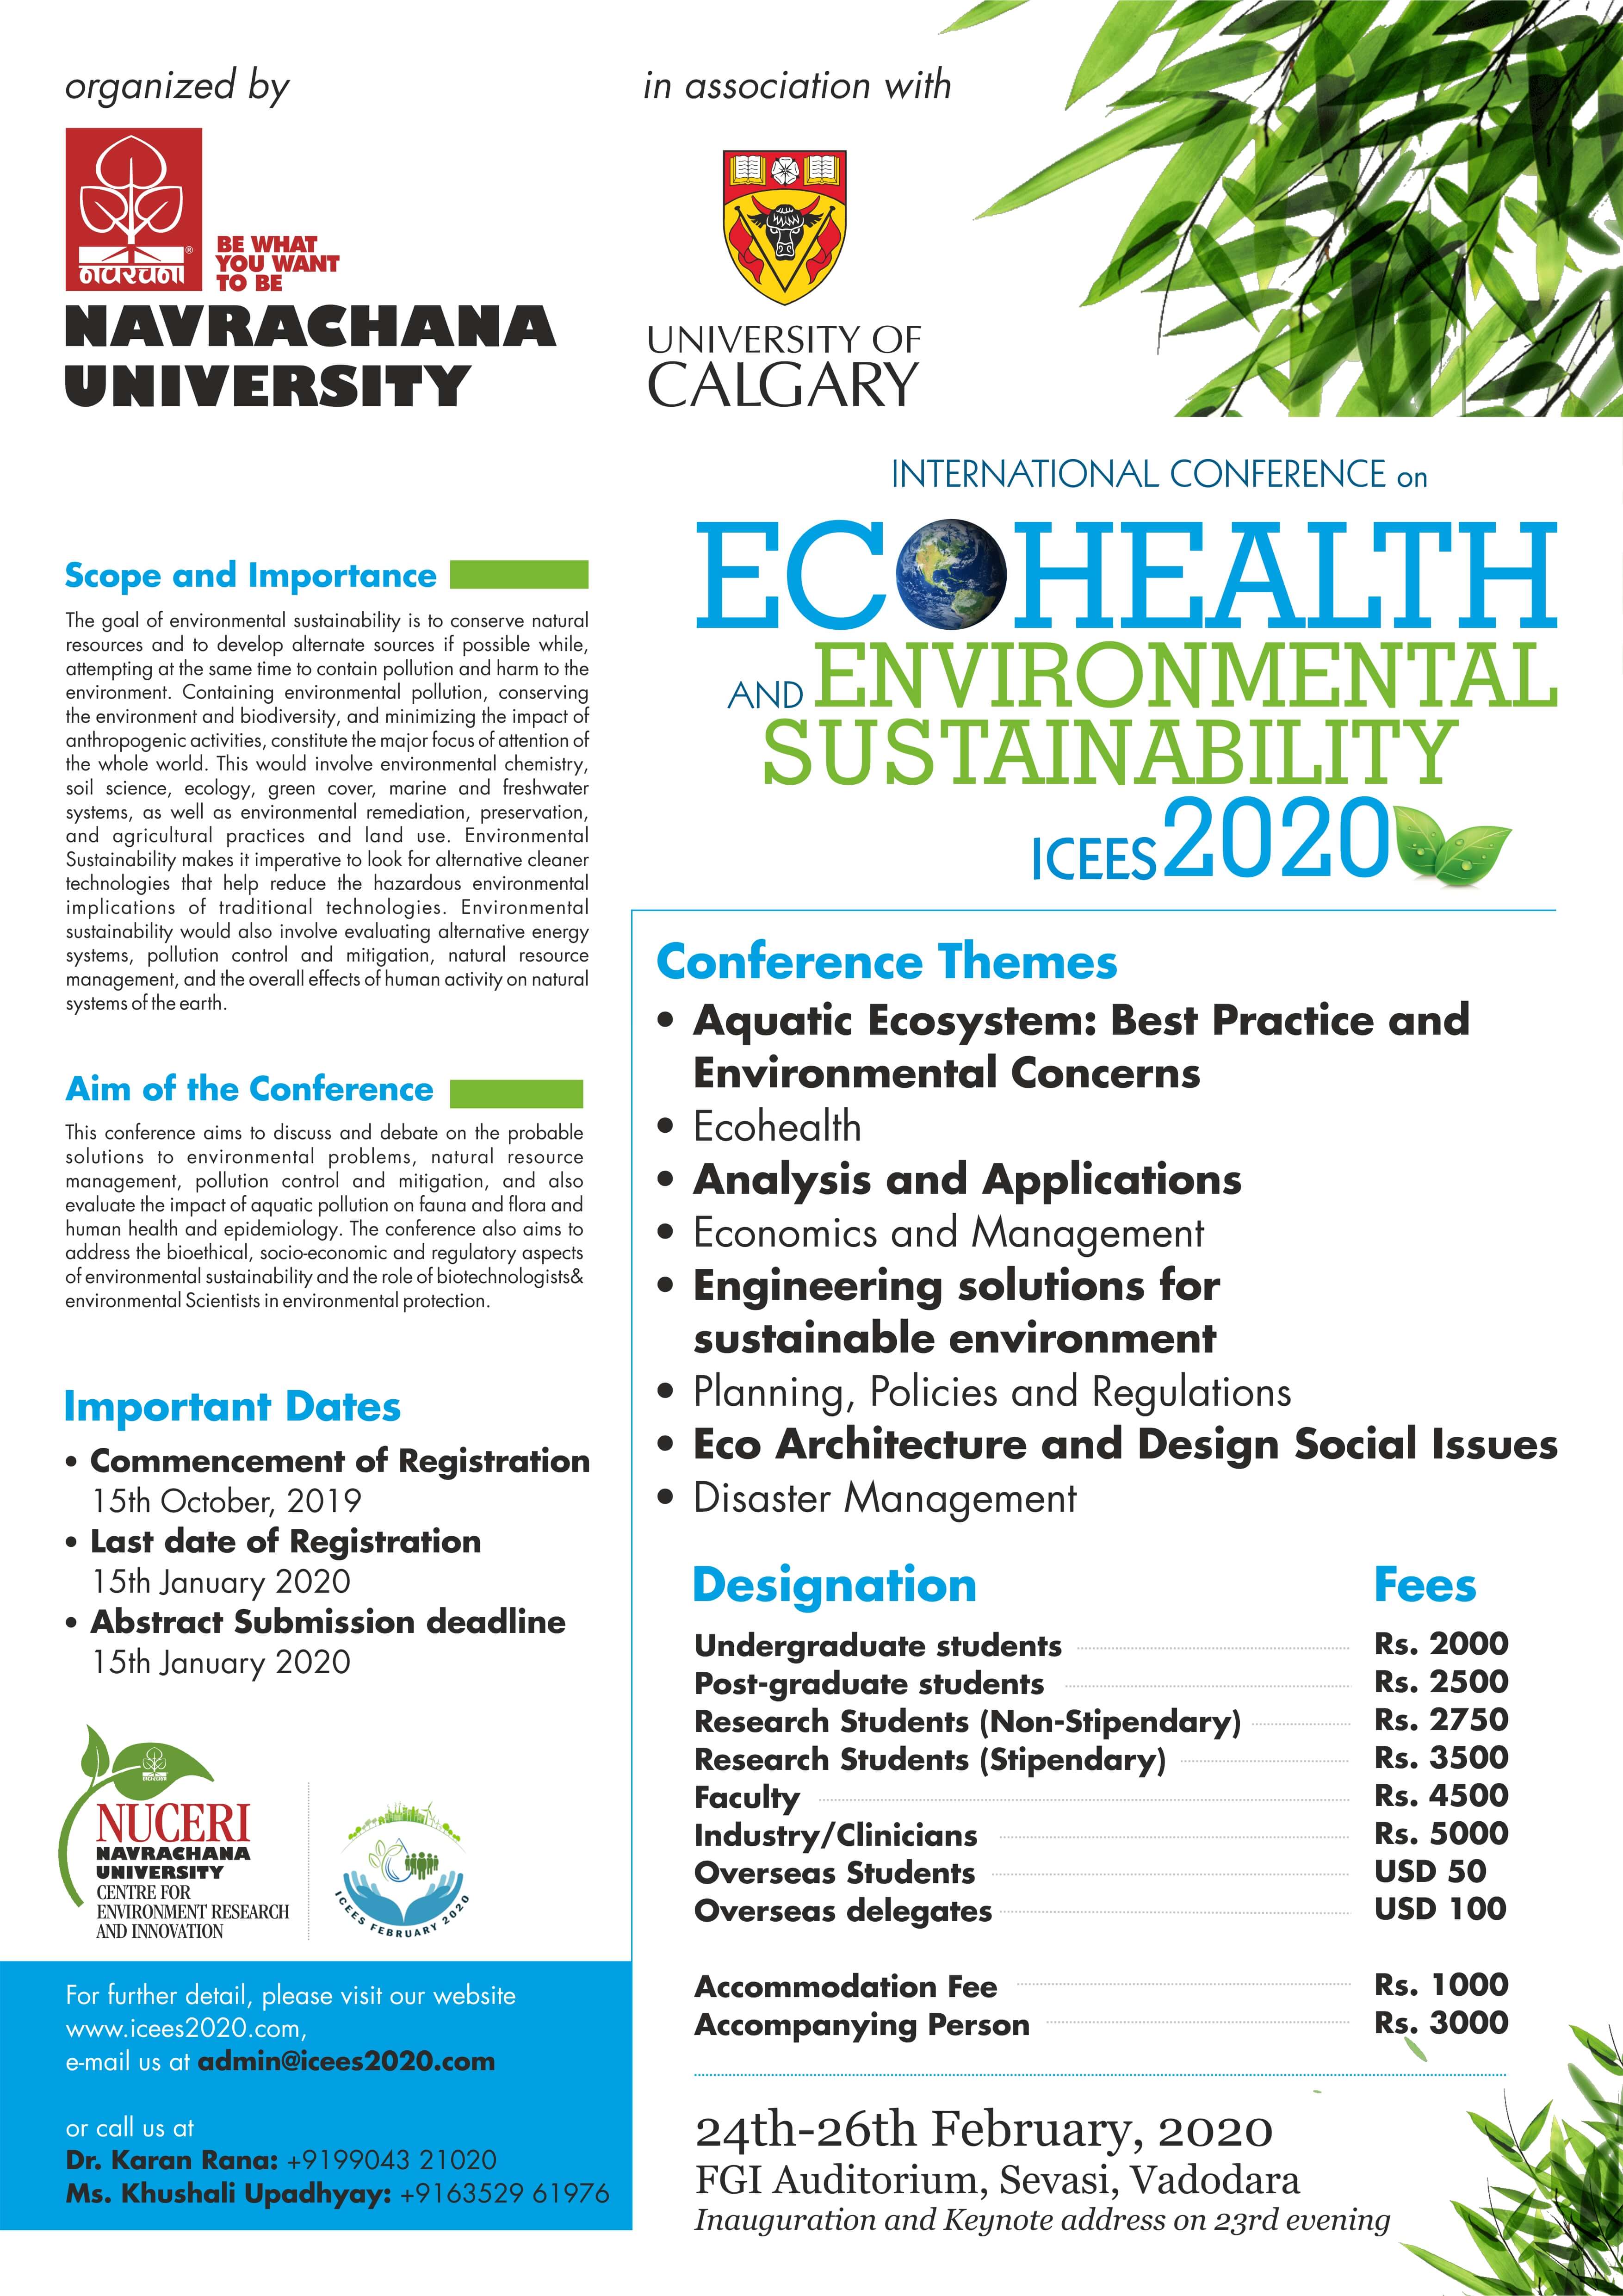 organized by
in association with
નવરચના
®
BE WHAT
YOU WANT
TO BE
NAVRACHANA
UNIVERSITY
UNIVERSITY OF
CALGARY
INTERNATIONAL CONFERENCE on
ECOHEALTH
AND ENVIRONMENTAL
SUSTAINABILITY
ICEES 2020
Scope and Importance
The goal of environmental sustainability is to conserve natural
resources and to develop alternate sources if possible while,
attempting at the same time to contain pollution and harm to the
environment. Containing environmental pollution, conserving
the environment and biodiversity, and minimizing the impact of
anthropogenic activities, constitute the major focus of attention of
the whole world. This would involve environmental chemistry,
soil science, ecology, green cover, marine and freshwater
systems, as well as environmental remediation, preservation,
and agricultural practices and land use. Environmental
Sustainability makes it imperative to look for alternative cleaner
technologies that help reduce the hazardous environmental
implications of traditional technologies. Environmental
sustainability would also involve evaluating alternative energy
systems, pollution control and mitigation, natural resource
management, and the overall effects of human activity on natural
systems of the earth.
Aim of the Conference
This conference aims to discuss and debate on the probable
solutions to environmental problems, natural resource
management, pollution control and mitigation, and also
evaluate the impact of aquatic pollution on fauna and flora and
human health and epidemiology. The conference also aims to
address the bioethical, socio-economic and regulatory aspects
of environmental sustainability and the role of biotechnologists&
environmental Scientists in environmental protection.
Important Dates
• Commencement of Registration
15th October, 2019
• Last date of Registration
15th January 2020
• Abstract Submission deadline
15th January 2020
નવરચના
NUCERI
NAVRACHANA
UNIVERSITY
CENTRE FOR
ENVIRONMENT RESEARCH
AND INNOVATION
ICEES FEBRUARY 2020
For further detail, please visit our website
www.icees2020.com,
e-mail us at admin@icees2020.com
or call us at
Dr. Karan Rana: +9199043 21020
Ms. Khushali Upadhyay: +9163529 61976
Conference Themes
• Aquatic Ecosystem: Best Practice and
Environmental Concerns
• Ecohealth
• Analysis and Applications
• Economics and Management
• Engineering solutions for
sustainable environment
• Planning, Policies and Regulations
• Eco Architecture and Design Social Issues
• Disaster Management
Designation Fees
Undergraduate students Rs. 2000
Post-graduate students Rs. 2500
Research Students (Non-Stipendary) Rs. 2750
Research Students (Stipendary) Rs. 3500
Faculty Rs. 4500
Industry/Clinicians Rs. 5000
Overseas Students USD 50
Overseas delegates USD 100
Accommodation Fee Rs. 1000
Accompanying Person Rs. 3000
24th-26th February, 2020
FGI Auditorium, Sevasi, Vadodara
Inauguration and Keynote address on 23rd evening